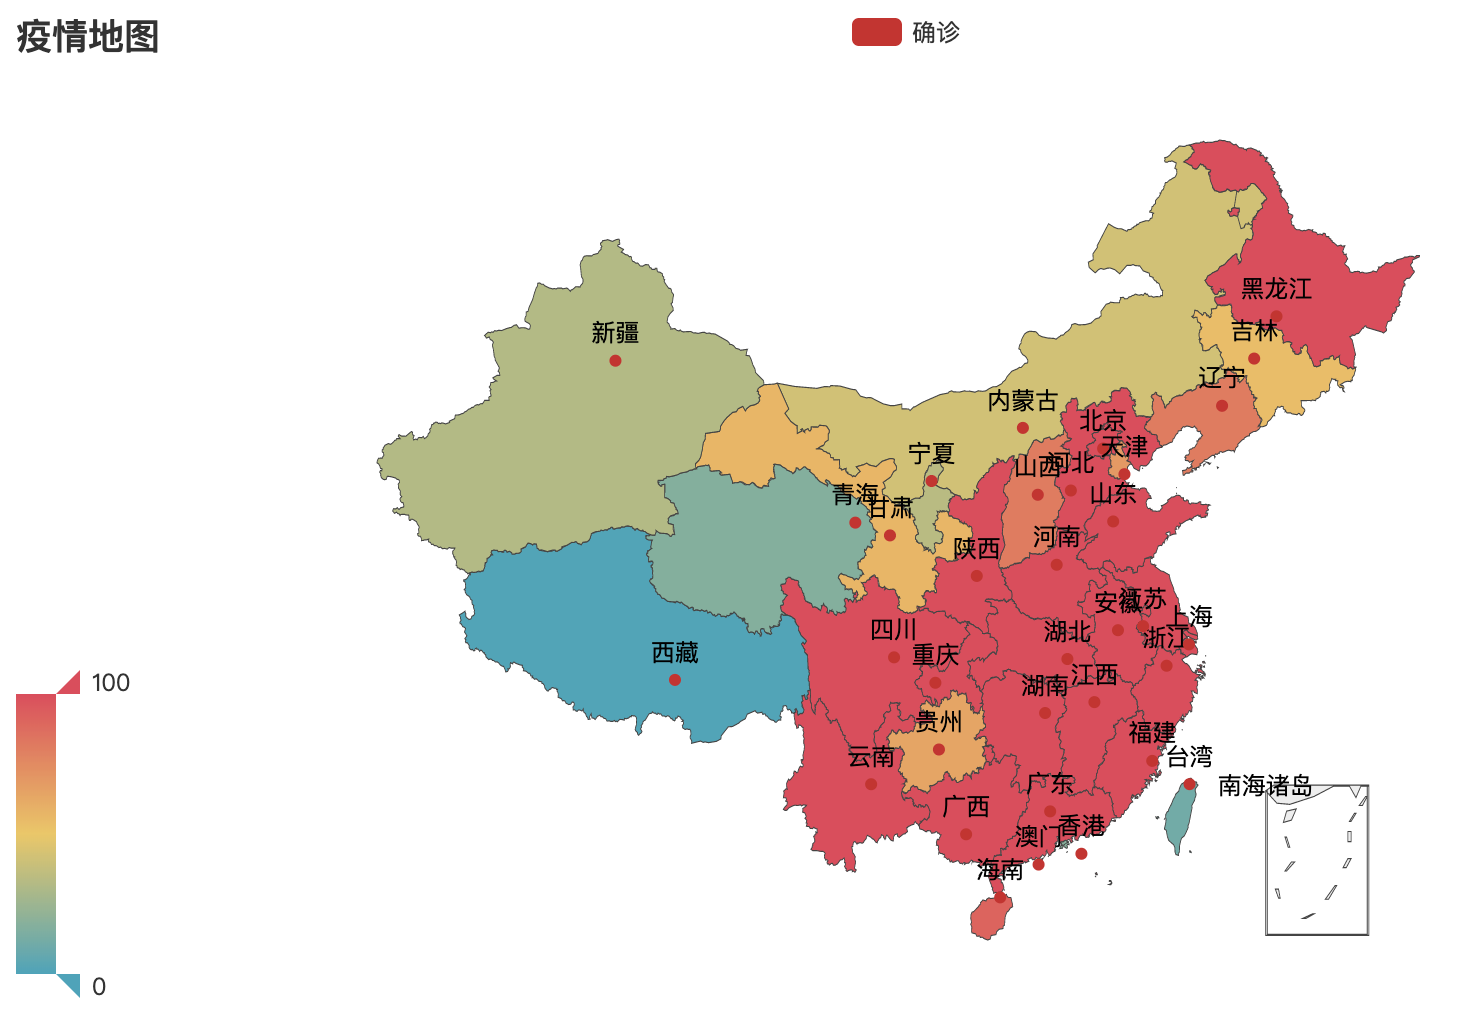 疫情地图
确诊
黑龙江
吉林
新疆
辽宁
内蒙古
北京
天津
宁夏
山西
河北
青海
山东
甘肃
河南
陕西
安徽
江苏
上海
四川
湖北
浙江
西藏
重庆
江西
湖南
100
贵州
福建
云南
台湾
广东
南海诸岛
广西
香港
澳门
海南
0